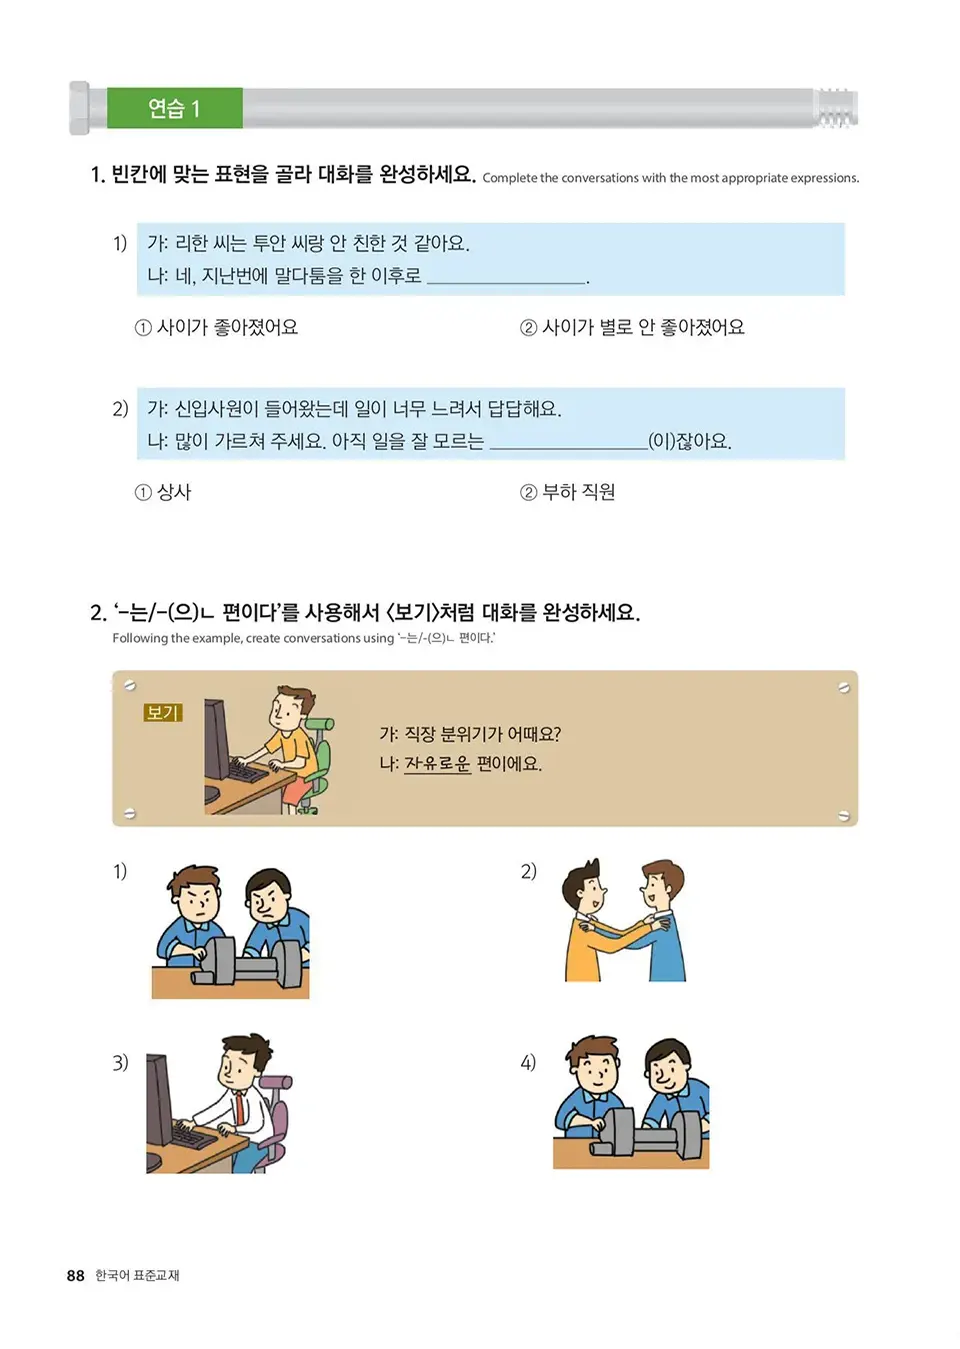 연습 1
1. 빈칸에 맞는 표현을 골라 대화를 완성하세요. Complete the conversations with the most appropriate expressions.
1) 가: 리한 씨는 투안 씨랑 안 친한 것 같아요.
나: 네, 지난번에 말다툼을 한 이후로 ________________.
① 사이가 좋아졌어요 ② 사이가 별로 안 좋아졌어요
2) 가: 신입사원이 들어왔는데 일이 너무 느려서 답답해요.
나: 많이 가르쳐 주세요. 아직 일을 잘 모르는 ________________(이)잖아요.
① 상사 ② 부하 직원
2. ‘-는/-(으)ㄴ 편이다’를 사용해서 〈보기〉처럼 대화를 완성하세요.
Following the example, create conversations using ‘-는/-(으)ㄴ 편이다.’
보기
가: 직장 분위기가 어때요?
나: 자유로운 편이에요.
1) 2)
3) 4)
88 한국어 표준교재